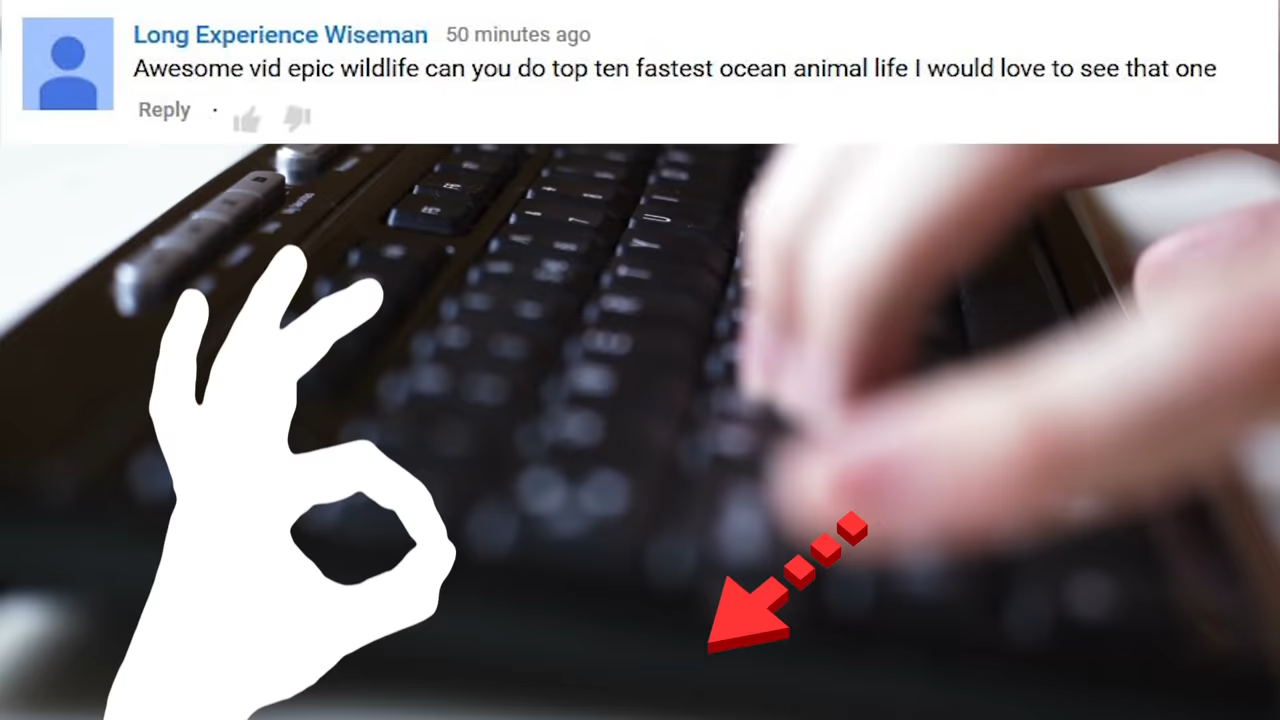 Long Experience Wiseman 50 minutes ago
Awesome vid epic wildlife can you do top ten fastest ocean animal life I would love to see that one
Reply ·